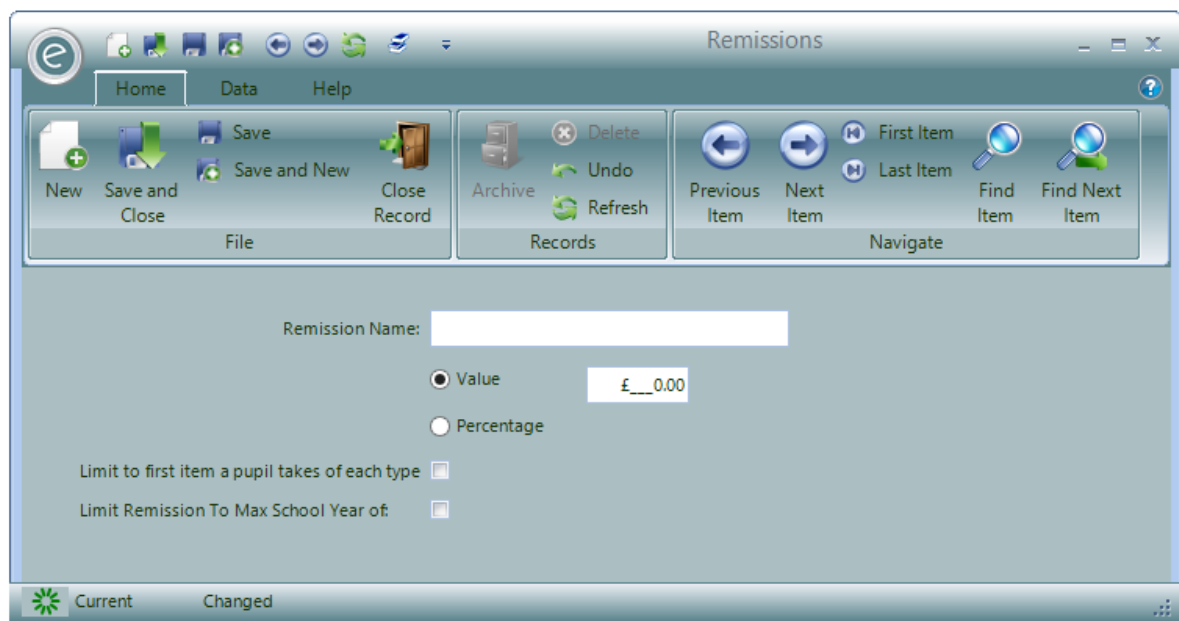 e
Remissions
Home Data Help
New
Save and Close
Save
Save and New
Close Record
File
Archive
Delete
Undo
Refresh
Records
Previous Item
Next Item
First Item
Last Item
Find Item
Find Next Item
Navigate
Remission Name:
Value £___0.00
Percentage
Limit to first item a pupil takes of each type
Limit Remission To Max School Year of:
Current Changed